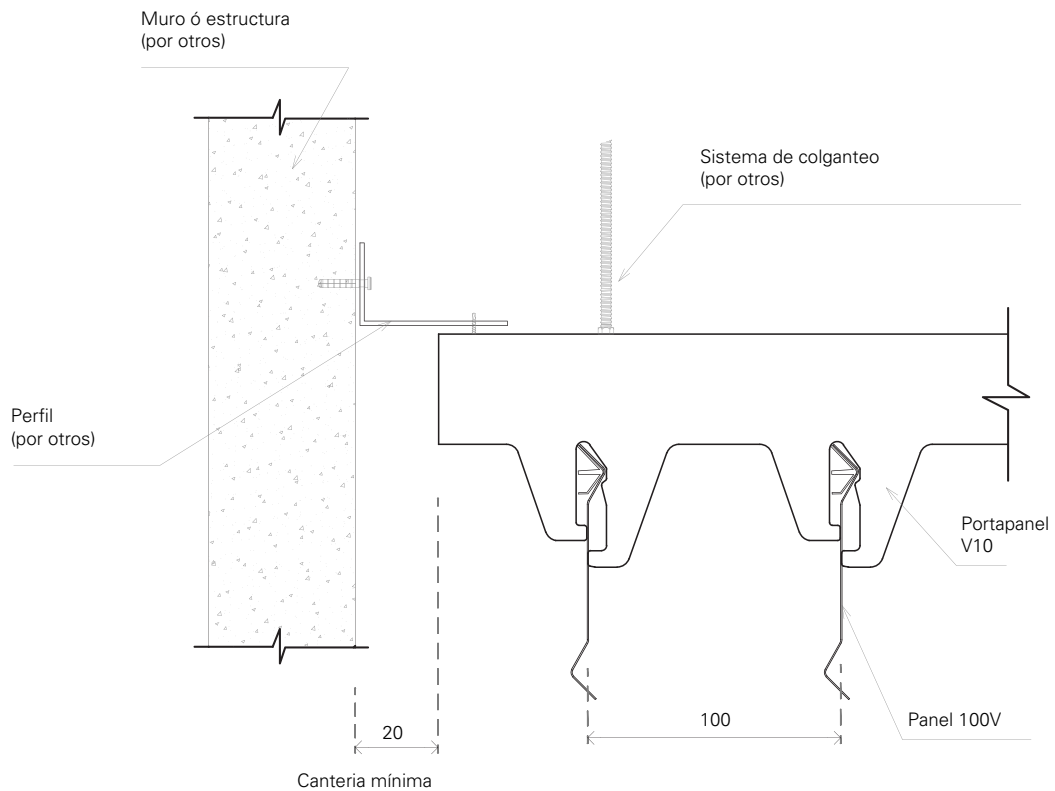 Muro ó estructura
(por otros)
Sistema de colganteo
(por otros)
Perfil
(por otros)
Portapanel
V10
Panel 100V
20
100
Canteria mínima